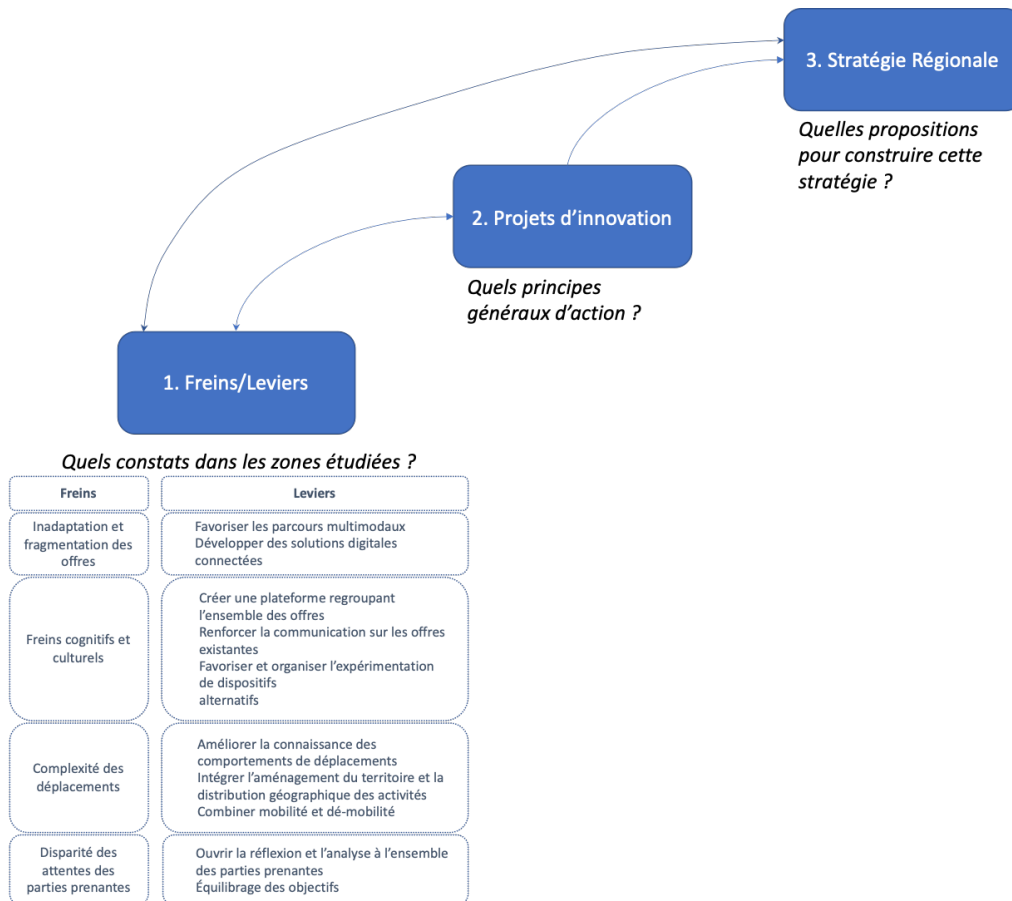 3. Stratégie Régionale
Quelles propositions
pour construire cette
stratégie ?
2. Projets d’innovation
Quels principes
généraux d’action ?
1. Freins/Leviers
Quels constats dans les zones étudiées ?
Freins
Leviers
Inadaptation et
fragmentation des
offres
Favoriser les parcours multimodaux
Développer des solutions digitales
connectées
Freins cognitifs et
culturels
Créer une plateforme regroupant
l’ensemble des offres
Renforcer la communication sur les offres
existantes
Favoriser et organiser l’expérimentation
de dispositifs
alternatifs
Complexité des
déplacements
Améliorer la connaissance des
comportements de déplacements
Intégrer l’aménagement du territoire et la
distribution géographique des activités
Combiner mobilité et dé-mobilité
Disparité des
attentes des
parties prenantes
Ouvrir la réflexion et l’analyse à l’ensemble
des parties prenantes
Équilibrage des objectifs